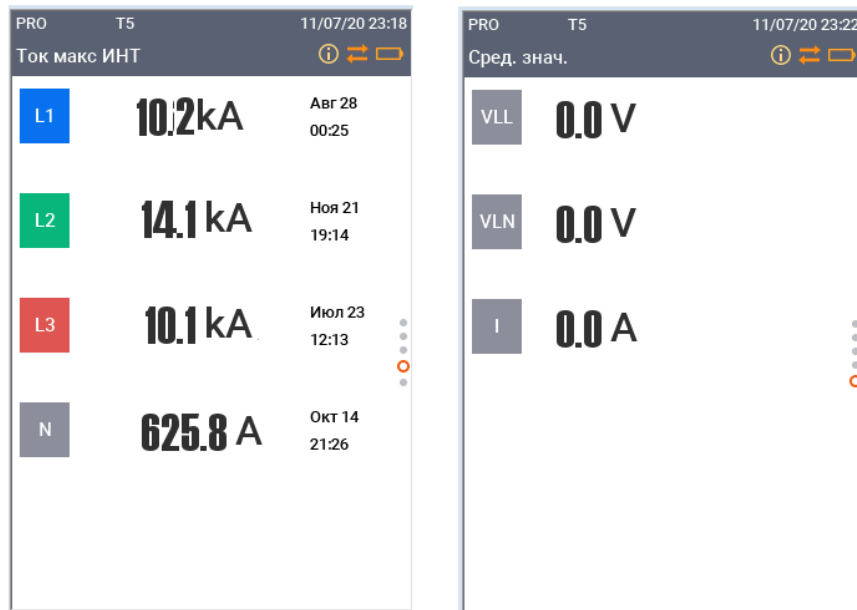 PRO T5 11/07/20 23:18
Ток макс ИНТ
L1 10.2kA Авг 28
00:25
L2 14.1 kA Ноя 21
19:14
L3 10.1 kA Июл 23
12:13
N 625.8 A Окт 14
21:26
PRO T5 11/07/20 23:22
Сред. знач.
VLL 0.0 V
VLN 0.0 V
I 0.0 A